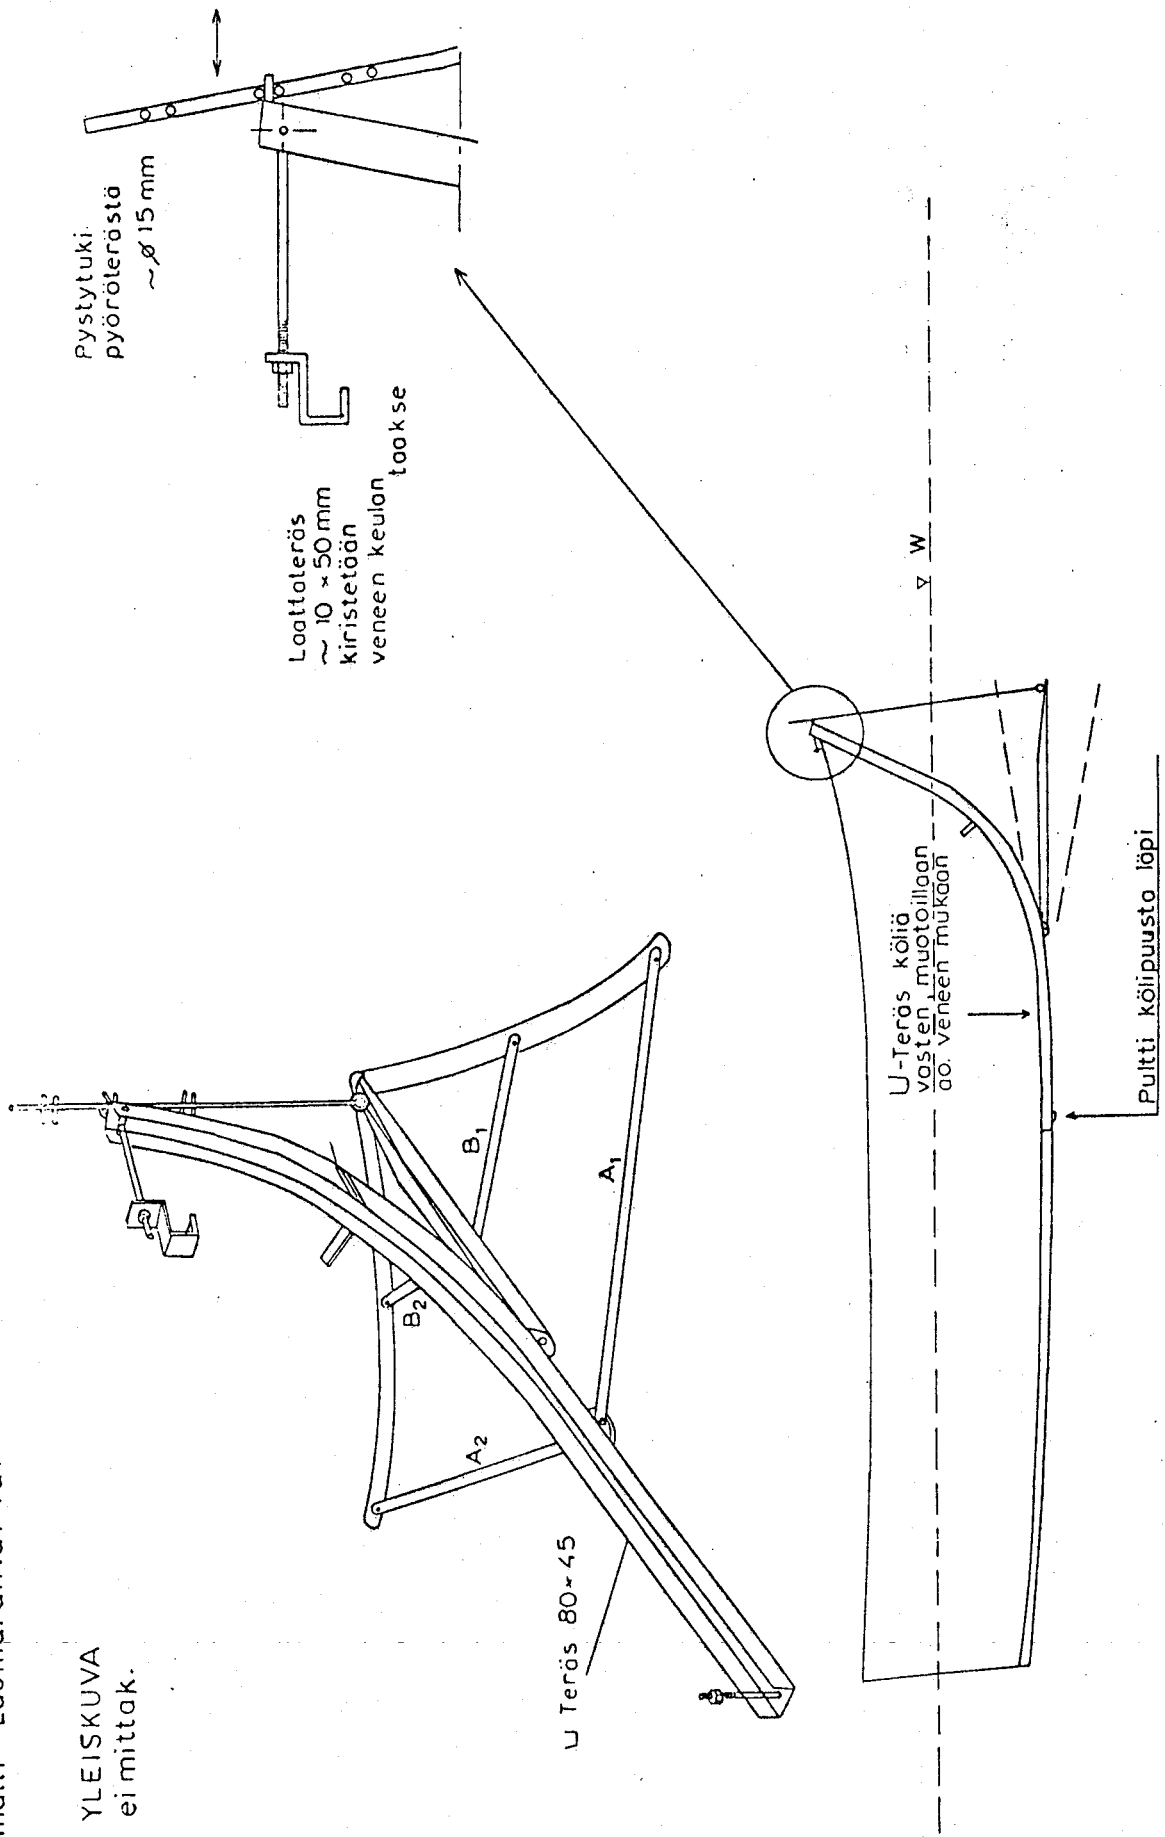 YLEISKUVA
ei mittak.
U Teräs 80×45
A2
B2
B1
A1
Laattateräs
~ 10 × 50 mm
kiristetään
veneen keulan
taakse
Pystytuki
pyöröterästä
~ ø 15 mm
U-Teräs köliä
vasten, muotoillaan
ao. veneen mukaan
▽ W
Pultti kölipuusta läpi